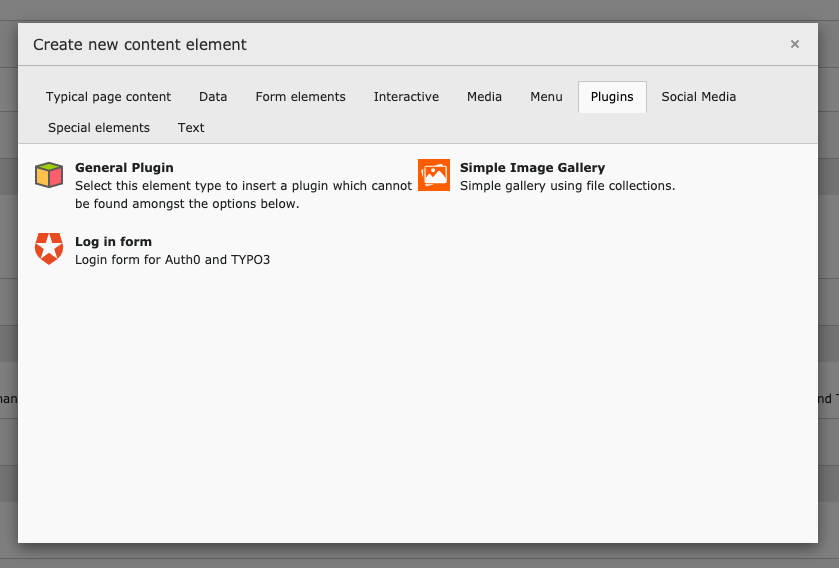 Create new content element
×
Typical page content Data Form elements Interactive Media Menu Plugins Social Media
Special elements Text
General Plugin
Select this element type to insert a plugin which cannot
be found amongst the options below.
Simple Image Gallery
Simple gallery using file collections.
Log in form
Login form for Auth0 and TYPO3